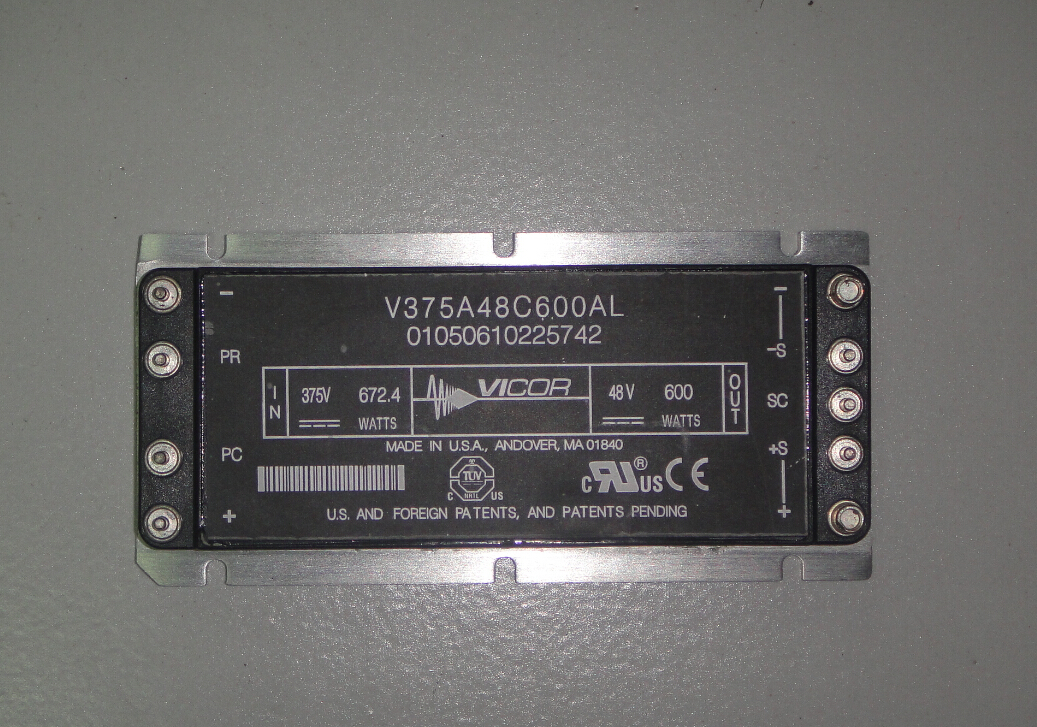 V375A48C600AL
01050610225742
−
PR
PC
+
IN
375V 672.4
WATTS
VICOR
48V 600
WATTS
OUT
−
−S
SC
+S
+
MADE IN U.S.A., ANDOVER, MA 01840
TÜV
NRTL
C US
C RU® US CE
U.S. AND FOREIGN PATENTS, AND PATENTS PENDING